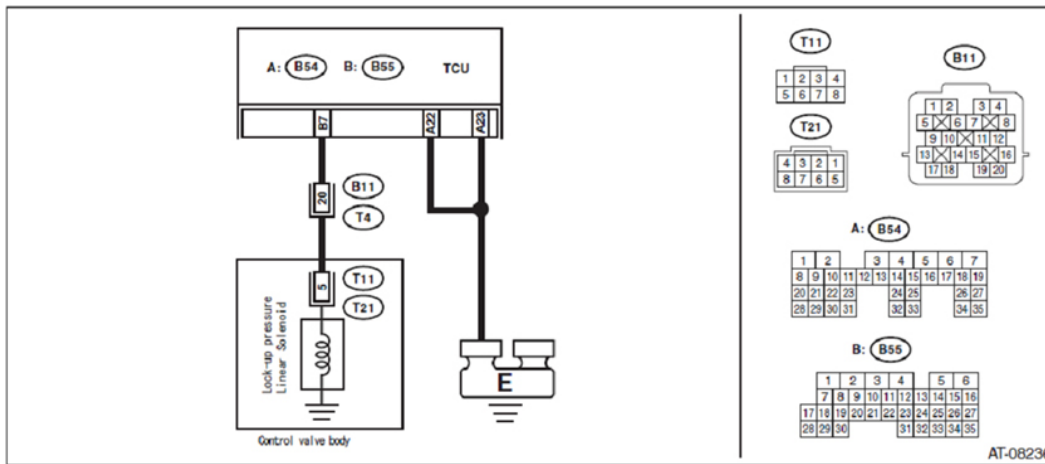 A: B54 B: B55 TCU
B7 A22 A23
20
B11
T4
5
T11
T21
Lock-up pressure
Linear Solenoid
Control valve body
E
T11
1 2 3 4
5 6 7 8
T21
4 3 2 1
8 7 6 5
B11
1 2 3 4
5 6 7 8
9 10 11 12
13 14 15 16
17 18 19 20
A: B54
1 2 3 4 5 6 7
8 9 10 11 12 13 14 15 16 17 18 19
20 21 22 23 24 25 26 27
28 29 30 31 32 33 34 35
B: B55
1 2 3 4 5 6
7 8 9 10 11 12 13 14 15 16
17 18 19 20 21 22 23 24 25 26 27
28 29 30 31 32 33 34 35
AT-08236